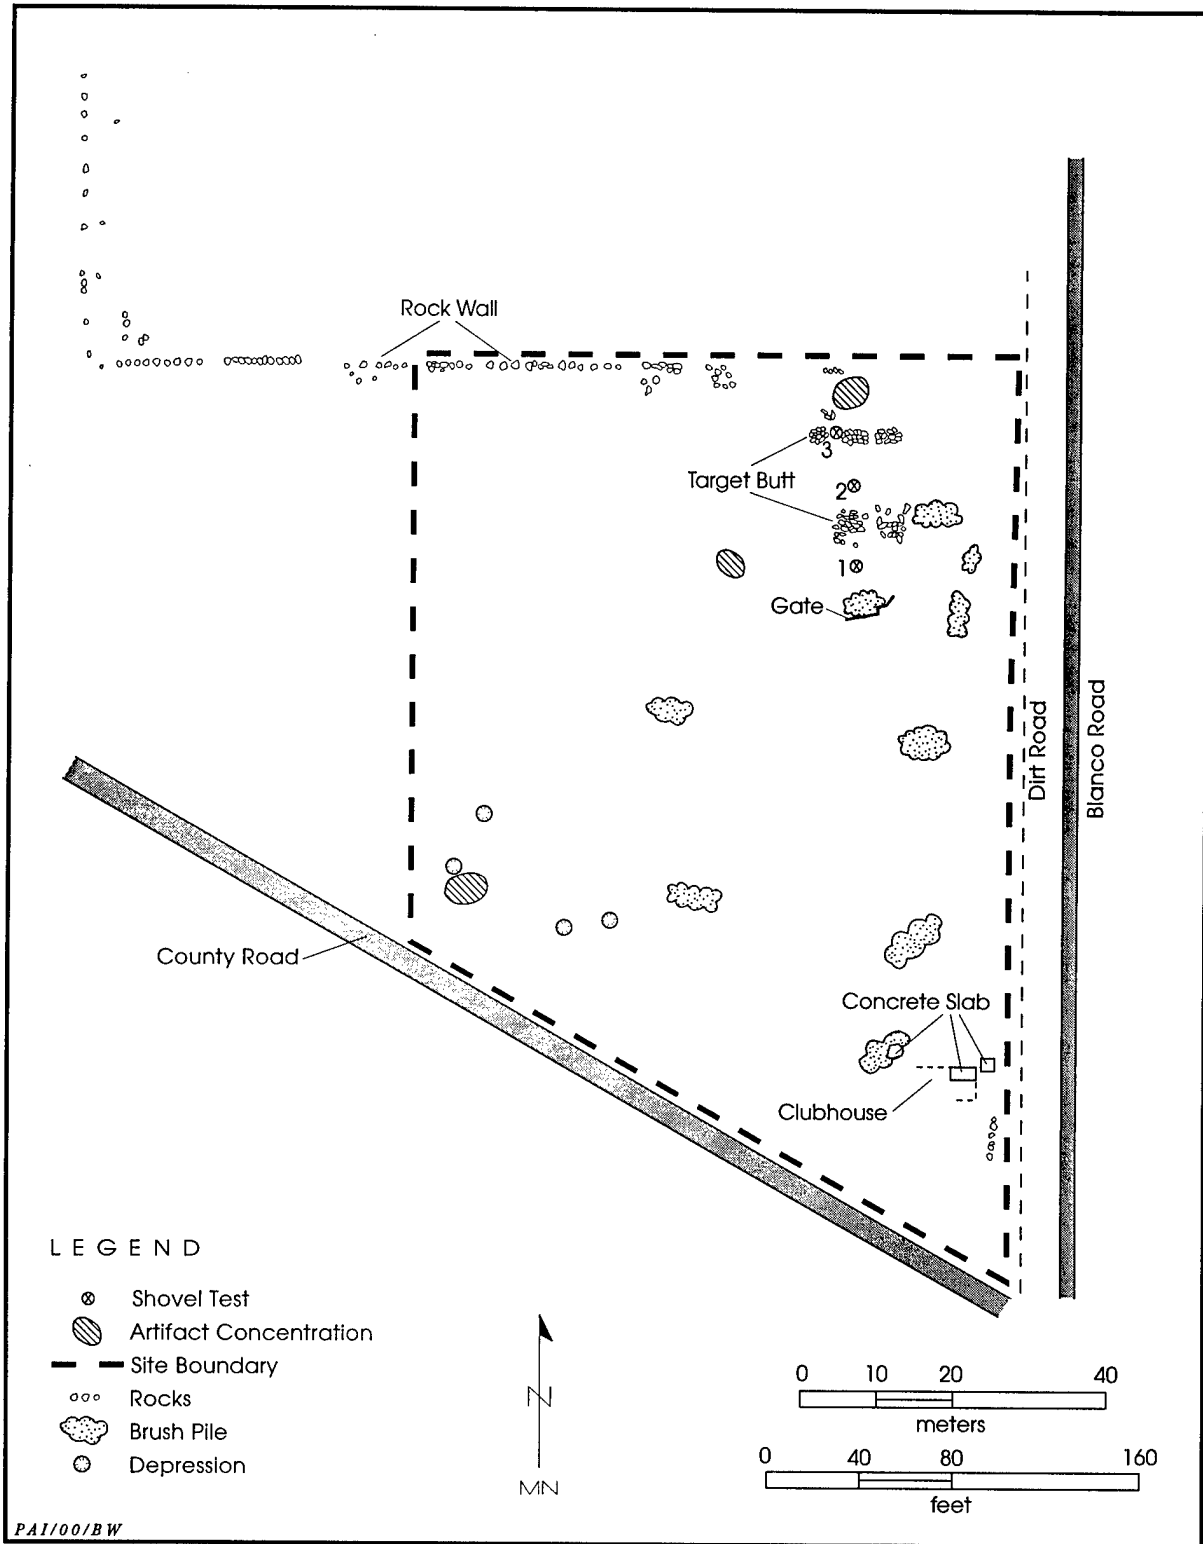 Rock Wall
3
Target Butt
2
1
Gate
Dirt Road
Blanco Road
County Road
Concrete Slab
Clubhouse
LEGEND
Shovel Test
Artifact Concentration
Site Boundary
Rocks
Brush Pile
Depression
N
MN
0 10 20 40
meters
0 40 80 160
feet
PAI/00/BW